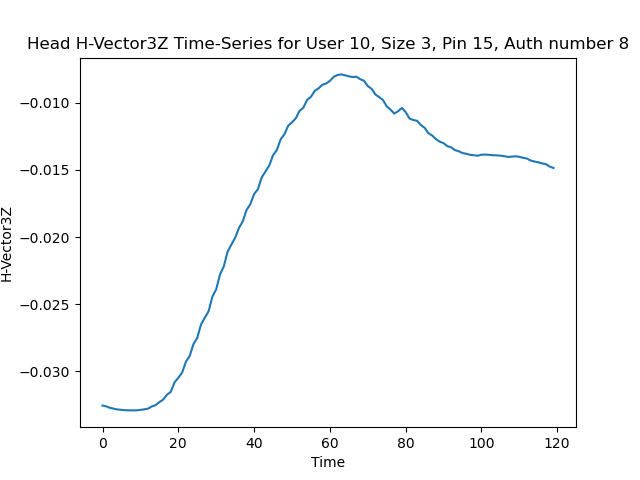 Head H-Vector3Z Time-Series for User 10, Size 3, Pin 15, Auth number 8
H-Vector3Z
−0.010
−0.015
−0.020
−0.025
−0.030
0 20 40 60 80 100 120
Time